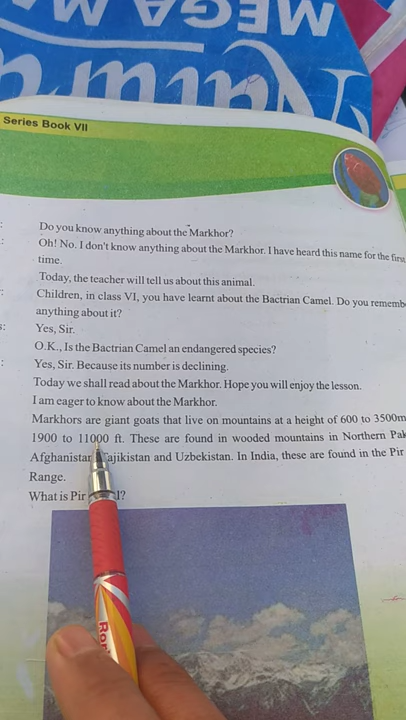 MEGA
Series Book VII
: Do you know anything about the Markhor?
: Oh! No. I don't know anything about the Markhor. I have heard this name for the first
time.
Today, the teacher will tell us about this animal.
: Children, in class VI, you have learnt about the Bactrian Camel. Do you rememb
anything about it?
s: Yes, Sir.
O.K., Is the Bactrian Camel an endangered species?
: Yes, Sir. Because its number is declining.
Today we shall read about the Markhor. Hope you will enjoy the lesson.
I am eager to know about the Markhor.
Markhors are giant goats that live on mountains at a height of 600 to 3500m
1900 to 11000 ft. These are found in wooded mountains in Northern Pak
Afghanistan ajikistan and Uzbekistan. In India, these are found in the Pir
Range.
What is Pir l?